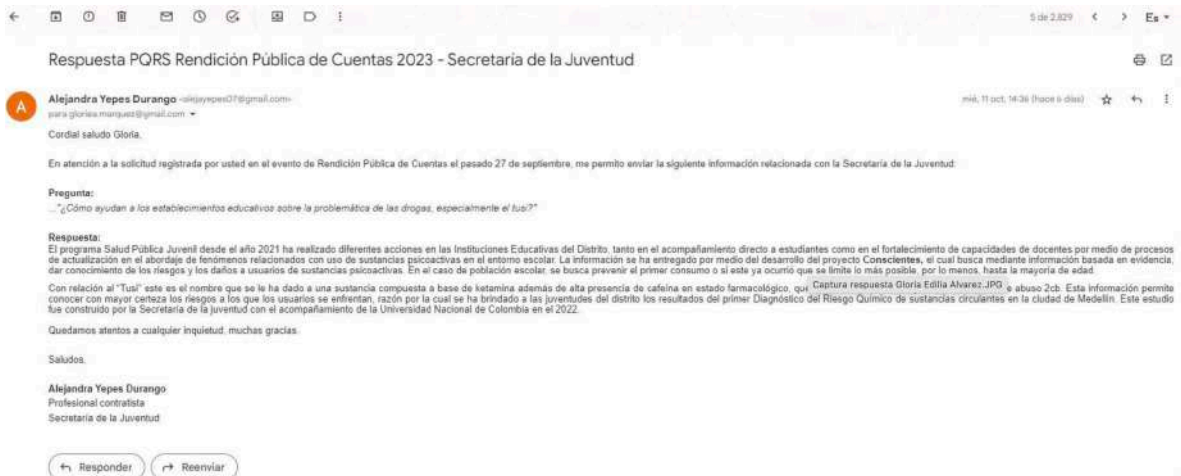 5 de 2.829
Es
Respuesta PQRS Rendición Pública de Cuentas 2023 - Secretaría de la Juventud
Alejandra Yepes Durango <alejayepes07@gmail.com>
mié, 11 oct, 14:36 (hace 6 días)
A
para gloriea.marquez@gmail.com
Cordial saludo Gloria,
En atención a la solicitud registrada por usted en el evento de Rendición Pública de Cuentas el pasado 27 de septiembre, me permito enviar la siguiente información relacionada con la Secretaría de la Juventud:
Pregunta:
..."¿Cómo ayudan a los establecimientos educativos sobre la problemática de las drogas, especialmente el tusi?"
Respuesta:
El programa Salud Pública Juvenil desde el año 2021 ha realizado diferentes acciones en las Instituciones Educativas del Distrito, tanto en el acompañamiento directo a estudiantes como en el fortalecimiento de capacidades de docentes por medio de procesos
de actualización en el abordaje de fenómenos relacionados con uso de sustancias psicoactivas en el entorno escolar. La información se ha entregado por medio del desarrollo del proyecto Conscientes, el cual busca mediante información basada en evidencia,
dar conocimiento de los riesgos y los daños a usuarios de sustancias psicoactivas. En el caso de población escolar, se busca prevenir el primer consumo o si este ya ocurrió que se limite lo más posible, por lo menos, hasta la mayoría de edad.
Con relación al "Tusi" este es el nombre que se le ha dado a una sustancia compuesta a base de ketamina además de alta presencia de cafeína en estado farmacológico, que Captura respuesta Gloria Edilia Alvarez.JPG e abuso 2cb. Esta información permite
conocer con mayor certeza los riesgos a los que los usuarios se enfrentan, razón por la cual se ha brindado a las juventudes del distrito los resultados del primer Diagnóstico del Riesgo Químico de sustancias circulantes en la ciudad de Medellín. Este estudio
fue construido por la Secretaría de la juventud con el acompañamiento de la Universidad Nacional de Colombia en el 2022.
Quedamos atentos a cualquier inquietud, muchas gracias.
Saludos,
Alejandra Yepes Durango
Profesional contratista
Secretaría de la Juventud
Responder
Reenviar